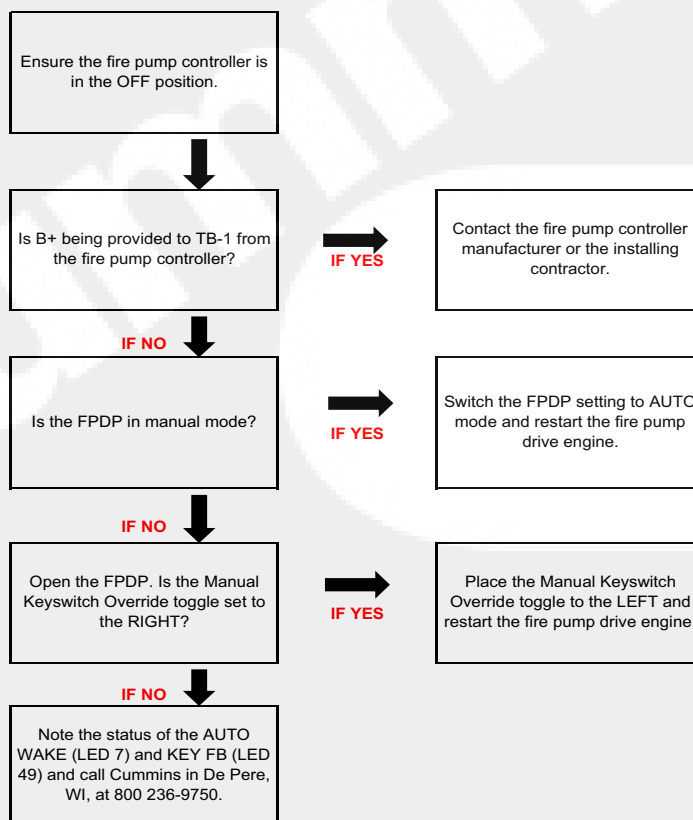 Ensure the fire pump controller is
in the OFF position.
Is B+ being provided to TB-1 from
the fire pump controller?
IF YES
Contact the fire pump controller
manufacturer or the installing
contractor.
IF NO
Is the FPDP in manual mode?
IF YES
Switch the FPDP setting to AUTO
mode and restart the fire pump
drive engine.
IF NO
Open the FPDP. Is the Manual
Keyswitch Override toggle set to
the RIGHT?
IF YES
Place the Manual Keyswitch
Override toggle to the LEFT and
restart the fire pump drive engine
IF NO
Note the status of the AUTO
WAKE (LED 7) and KEY FB (LED
49) and call Cummins in De Pere,
WI, at 800 236-9750.